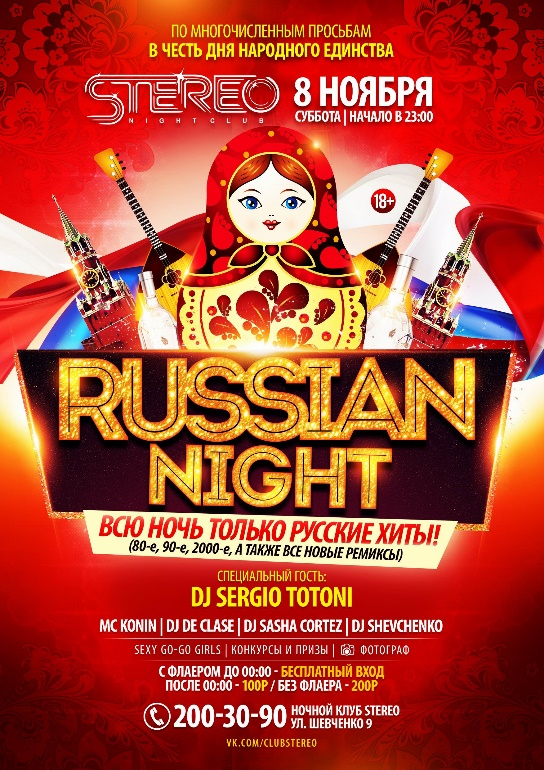 ПО МНОГОЧИСЛЕННЫМ ПРОСЬБАМ
В ЧЕСТЬ ДНЯ НАРОДНОГО ЕДИНСТВА
STEREO
NIGHTCLUB
8 НОЯБРЯ
СУББОТА | НАЧАЛО В 23:00
18+
RUSSIAN
NIGHT
ВСЮ НОЧЬ ТОЛЬКО РУССКИЕ ХИТЫ!
(80-е, 90-е, 2000-е, А ТАКЖЕ ВСЕ НОВЫЕ РЕМИКСЫ)
СПЕЦИАЛЬНЫЙ ГОСТЬ:
DJ SERGIO TOTONI
MC KONIN | DJ DE CLASE | DJ SASHA CORTEZ | DJ SHEVCHENKO
SEXY GO-GO GIRLS | КОНКУРСЫ И ПРИЗЫ | ФОТОГРАФ
С ФЛАЕРОМ ДО 00:00 - БЕСПЛАТНЫЙ ВХОД
ПОСЛЕ 00:00 - 100Р / БЕЗ ФЛАЕРА - 200Р
200-30-90
НОЧНОЙ КЛУБ STEREO
УЛ. ШЕВЧЕНКО 9
VK.COM/CLUBSTEREO